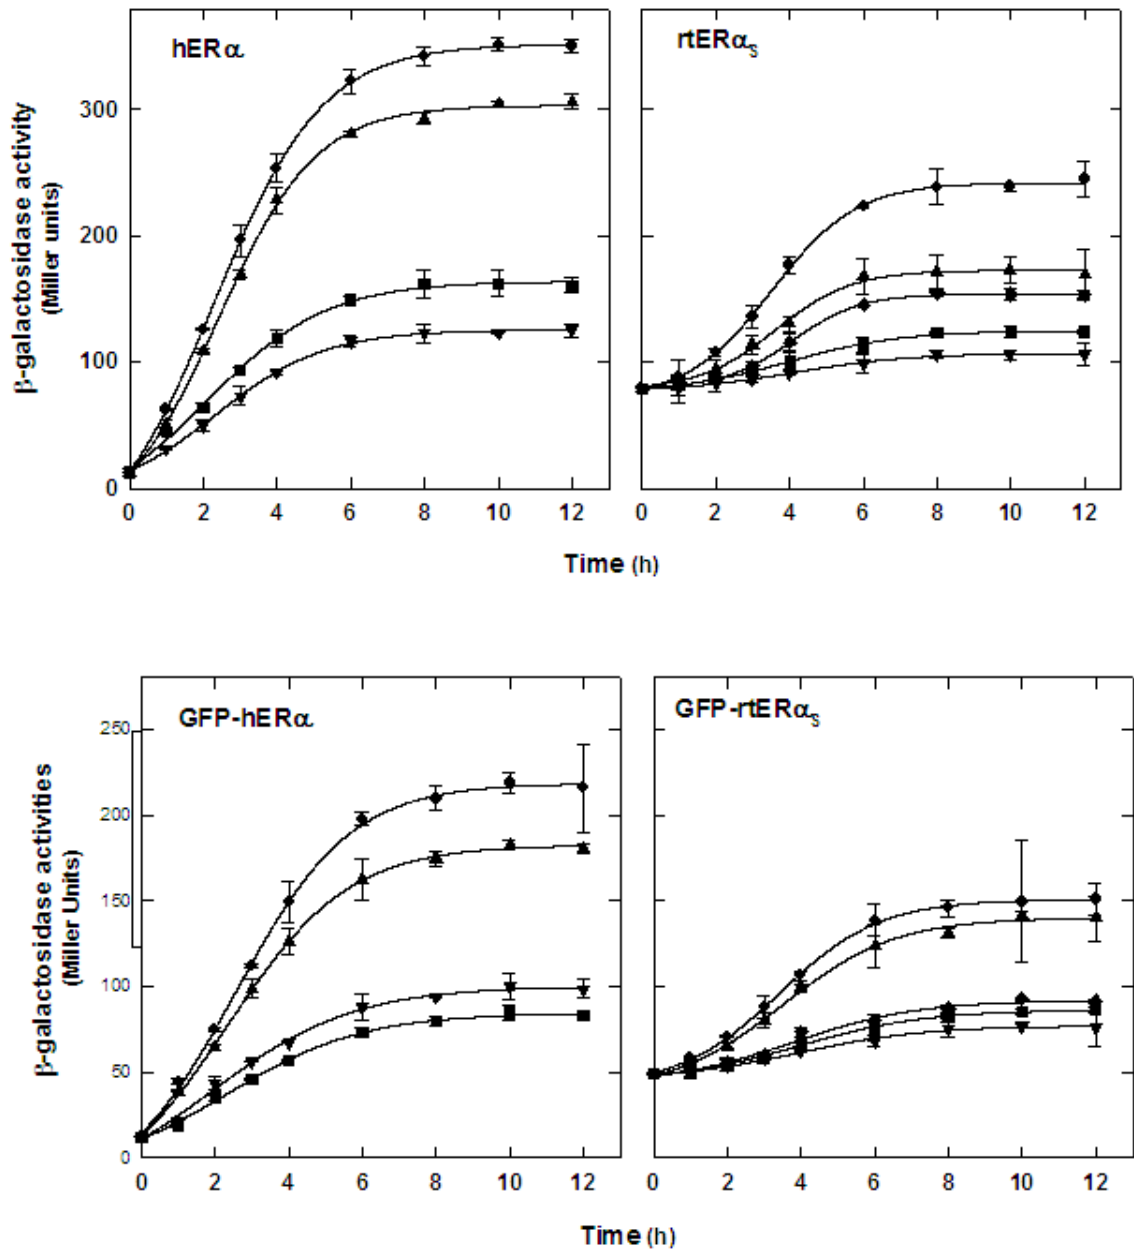 hERα
rtERαs
β-galactosidase activity
(Miller units)
300
200
100
0
0 2 4 6 8 10 12
0 2 4 6 8 10 12
Time (h)
GFP-hERα
GFP-rtERαs
β-galactosidase activities
(Miller Units)
250
200
150
100
50
0
0 2 4 6 8 10 12
0 2 4 6 8 10 12
Time (h)